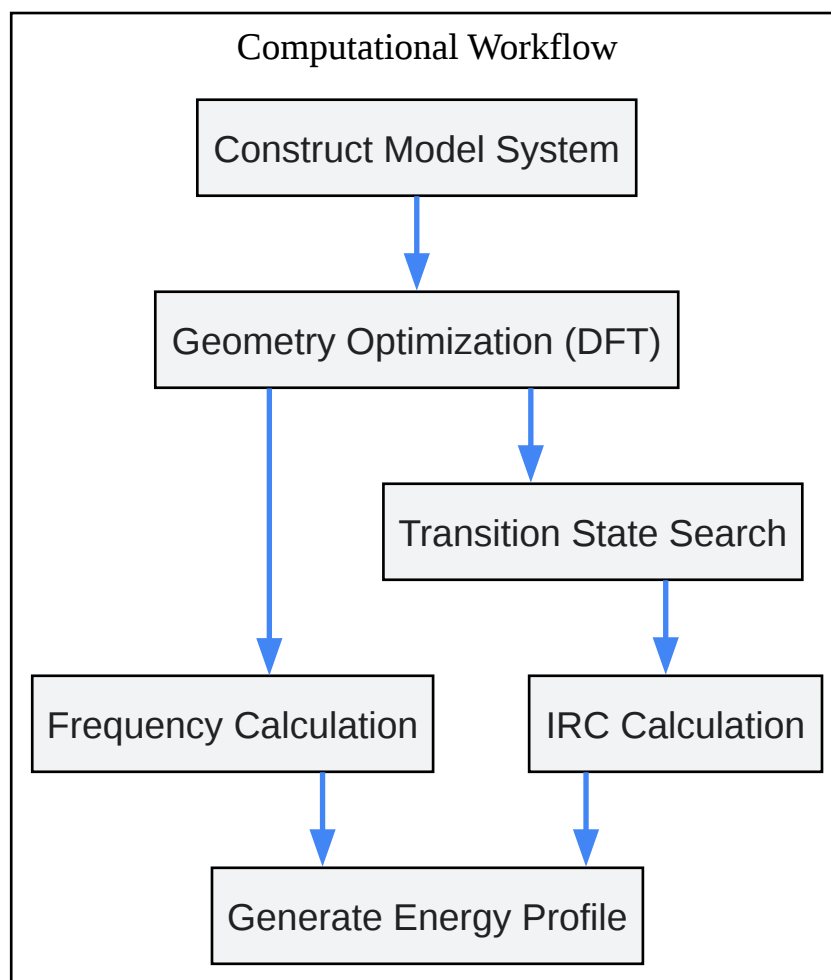 Computational Workflow
Construct Model System
Geometry Optimization (DFT)
Transition State Search
Frequency Calculation
IRC Calculation
Generate Energy Profile